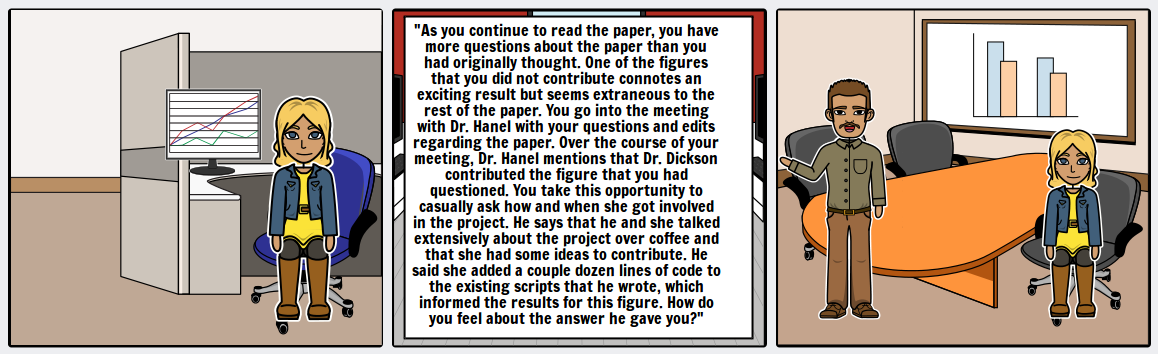 "As you continue to read the paper, you have
more questions about the paper than you
had originally thought. One of the figures
that you did not contribute connotes an
exciting result but seems extraneous to the
rest of the paper. You go into the meeting
with Dr. Hanel with your questions and edits
regarding the paper. Over the course of your
meeting, Dr. Hanel mentions that Dr. Dickson
contributed the figure that you had
questioned. You take this opportunity to
casually ask how and when she got involved
in the project. He says that he and she talked
extensively about the project over coffee and
that she had some ideas to contribute. He
said she added a couple dozen lines of code to
the existing scripts that he wrote, which
informed the results for this figure. How do
you feel about the answer he gave you?"